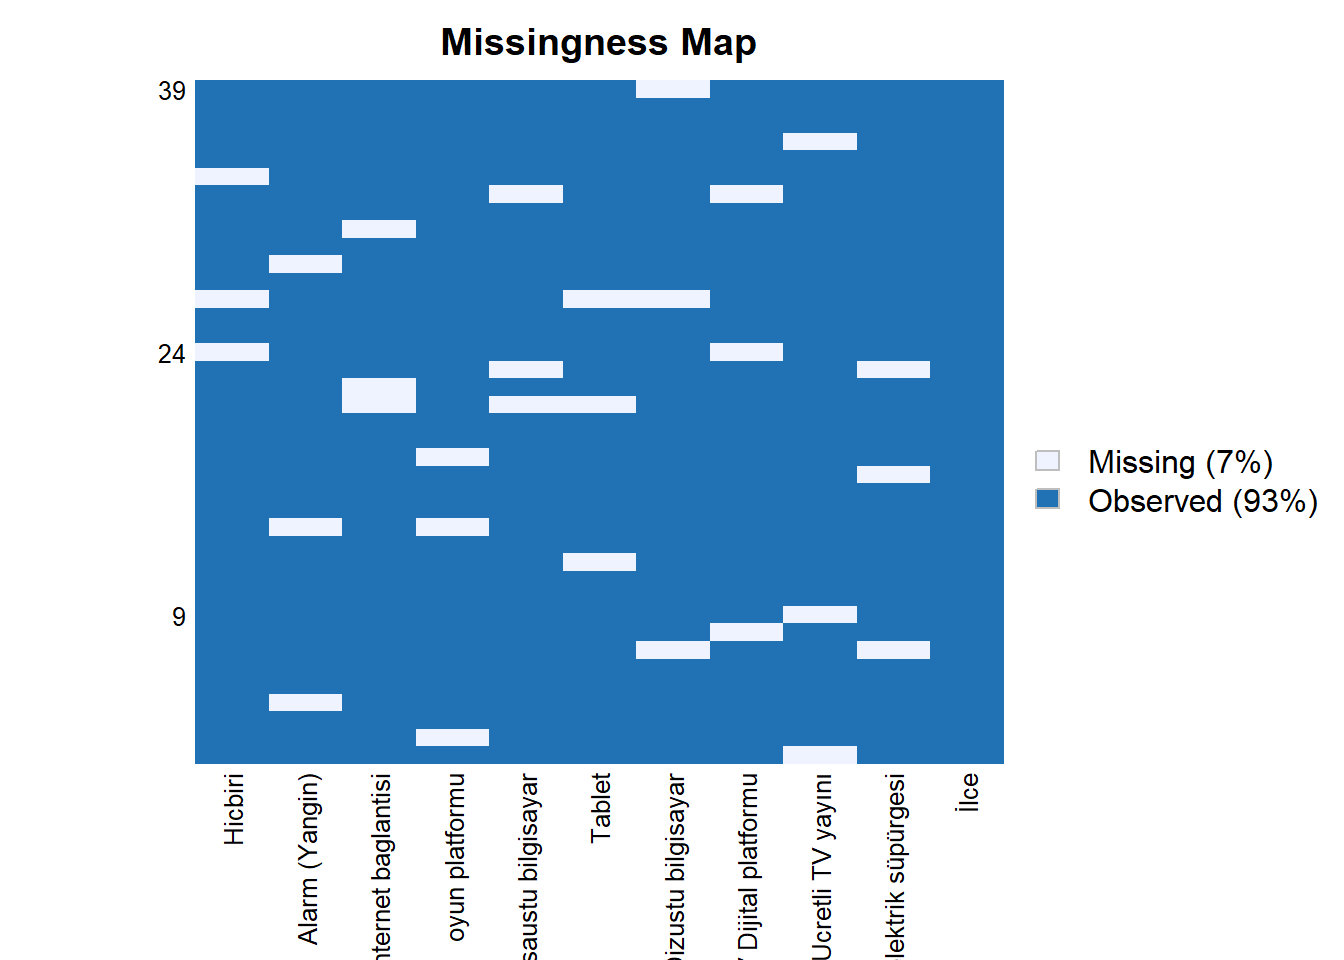 Missingness Map
39
24
9
Missing (7%)
Observed (93%)
Hicbiri
Alarm (Yangin)
nternet baglantisi
oyun platformu
saustu bilgisayar
Tablet
Dizustu bilgisayar
Dijital platformu
Ucretli TV yayını
lektrik süpürgesi
İlce